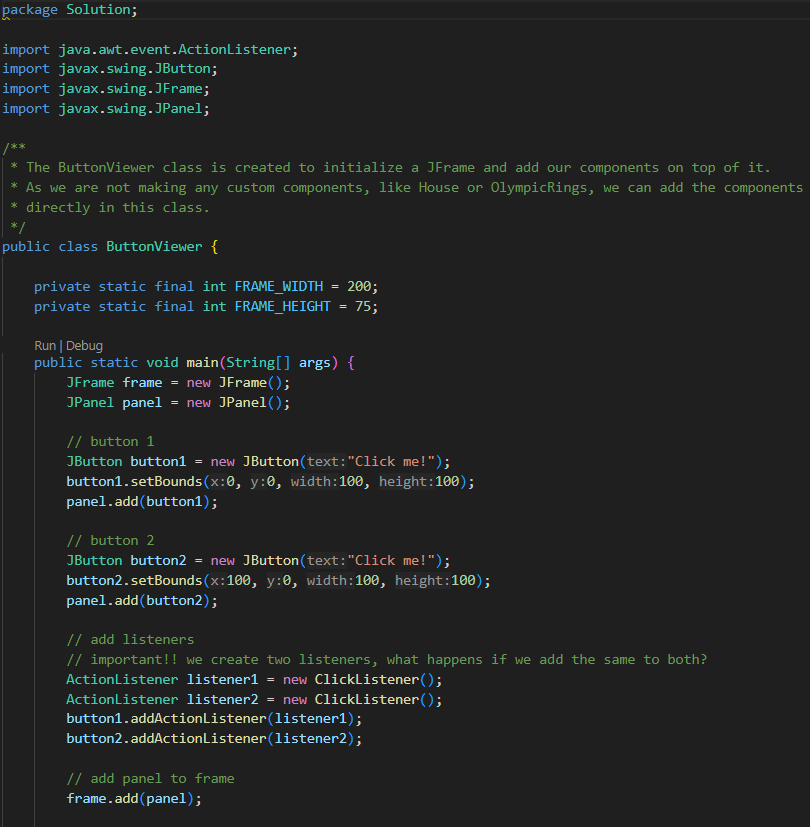 package Solution;
import java.awt.event.ActionListener;
import javax.swing.JButton;
import javax.swing.JFrame;
import javax.swing.JPanel;
/**
* The ButtonViewer class is created to initialize a JFrame and add our components on top of it.
* As we are not making any custom components, like House or OlympicRings, we can add the components
* directly in this class.
*/
public class ButtonViewer {
private static final int FRAME_WIDTH = 200;
private static final int FRAME_HEIGHT = 75;
Run | Debug
public static void main(String[] args) {
JFrame frame = new JFrame();
JPanel panel = new JPanel();
// button 1
JButton button1 = new JButton(text:"Click me!");
button1.setBounds(x:0, y:0, width:100, height:100);
panel.add(button1);
// button 2
JButton button2 = new JButton(text:"Click me!");
button2.setBounds(x:100, y:0, width:100, height:100);
panel.add(button2);
// add listeners
// important!! we create two listeners, what happens if we add the same to both?
ActionListener listener1 = new ClickListener();
ActionListener listener2 = new ClickListener();
button1.addActionListener(listener1);
button2.addActionListener(listener2);
// add panel to frame
frame.add(panel);